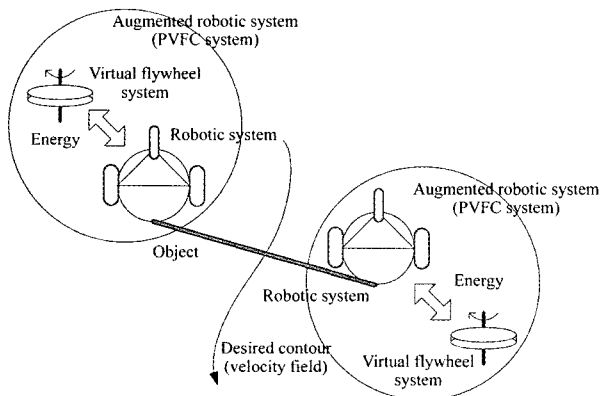 Augmented robotic system
(PVFC system)
Virtual flywheel
system
Energy
Robotic system
Object
Augmented robotic system
(PVFC system)
Robotic system
Energy
Desired contour
(velocity field)
Virtual flywheel
system